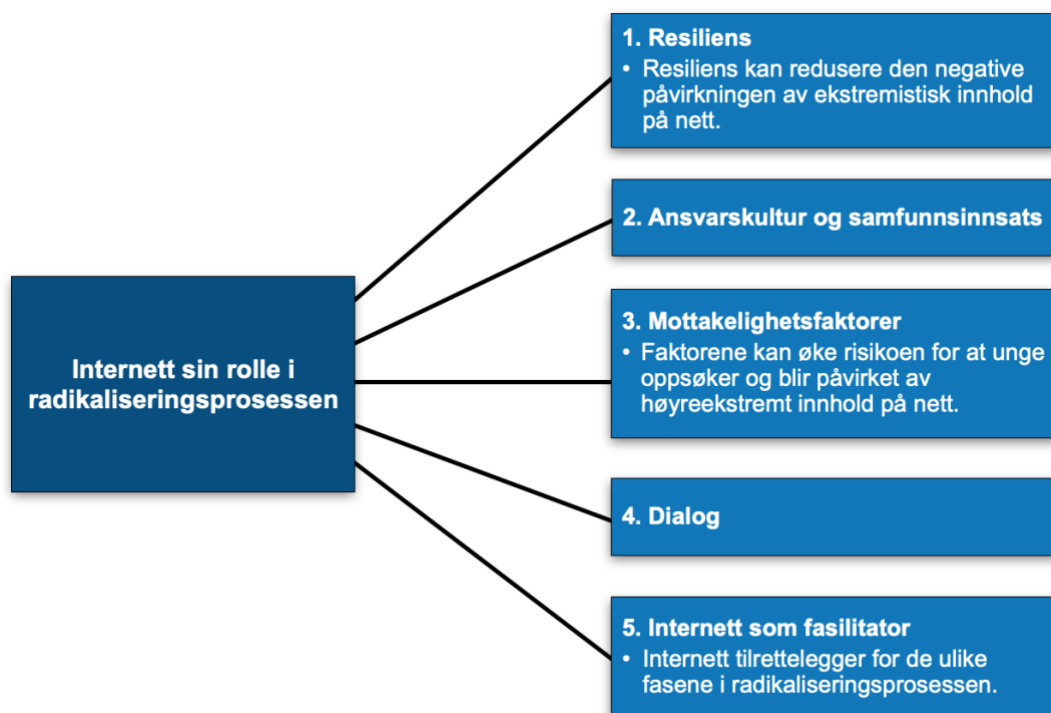 Internett sin rolle i
radikaliseringsprosessen
1. Resiliens
• Resiliens kan redusere den negative
påvirkningen av ekstremistisk innhold
på nett.
2. Ansvarskultur og samfunnsinnsats
3. Mottakelighetsfaktorer
• Faktorene kan øke risikoen for at unge
oppsøker og blir påvirket av
høyreekstremt innhold på nett.
4. Dialog
5. Internett som fasilitator
• Internett tilrettelegger for de ulike
fasene i radikaliseringsprosessen.